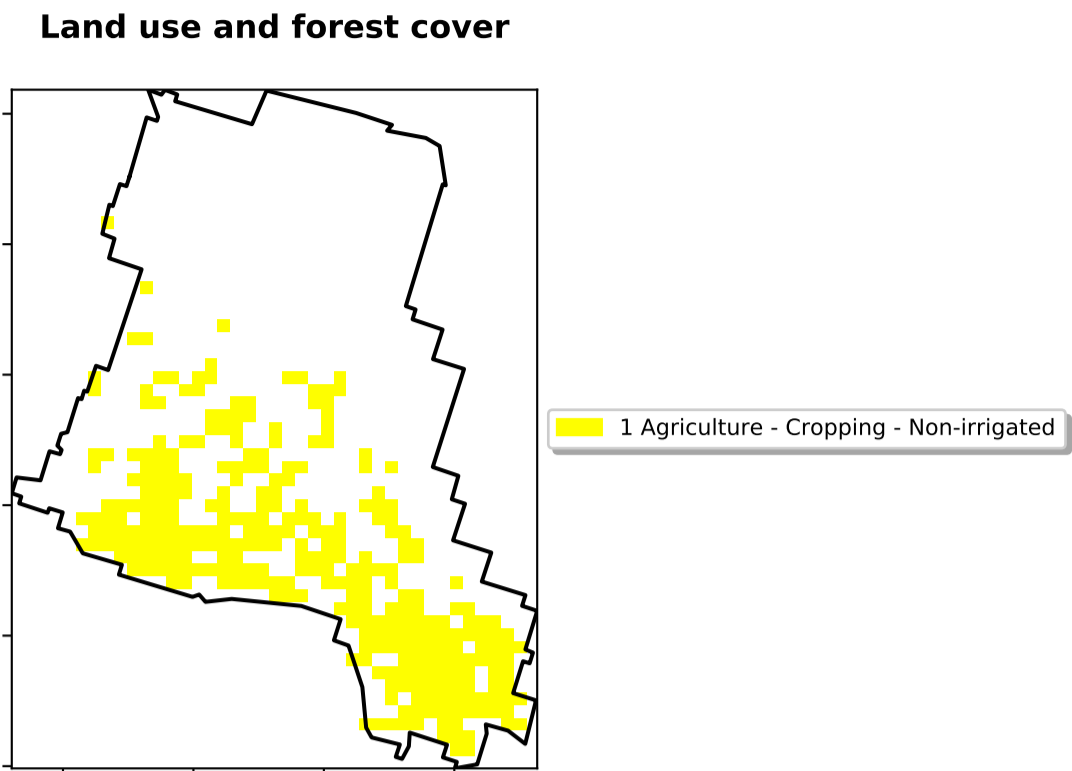 Land use and forest cover
1 Agriculture - Cropping - Non-irrigated